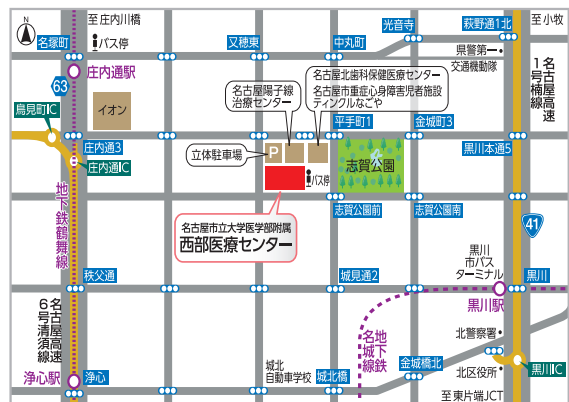 N
至庄内川橋
名塚町
バス停
又穂東
中丸町
光音寺
萩野通1北
至小牧
県警第一
交通機動隊
名古屋高速
1号楠線
庄内通駅
63
イオン
鳥見町IC
名古屋陽子線
治療センター
名古屋北歯科保健医療センター
名古屋市重症心身障害児者施設
ティンクルなごや
平手町1
金城町3
庄内通3
庄内通IC
立体駐車場
P
バス停
志賀公園
黒川本通5
地下鉄鶴舞線
名古屋市立大学医学部附属
西部医療センター
志賀公園前
志賀公園南
41
黒川
市バス
ターミナル
秩父通
城見通2
黒川
黒川駅
名古屋高速
6号清須線
地下鉄
名城線
北警察署
金城橋北
浄心駅
浄心
城北
自動車学校
城北橋
北区役所
黒川IC
至東片端JCT